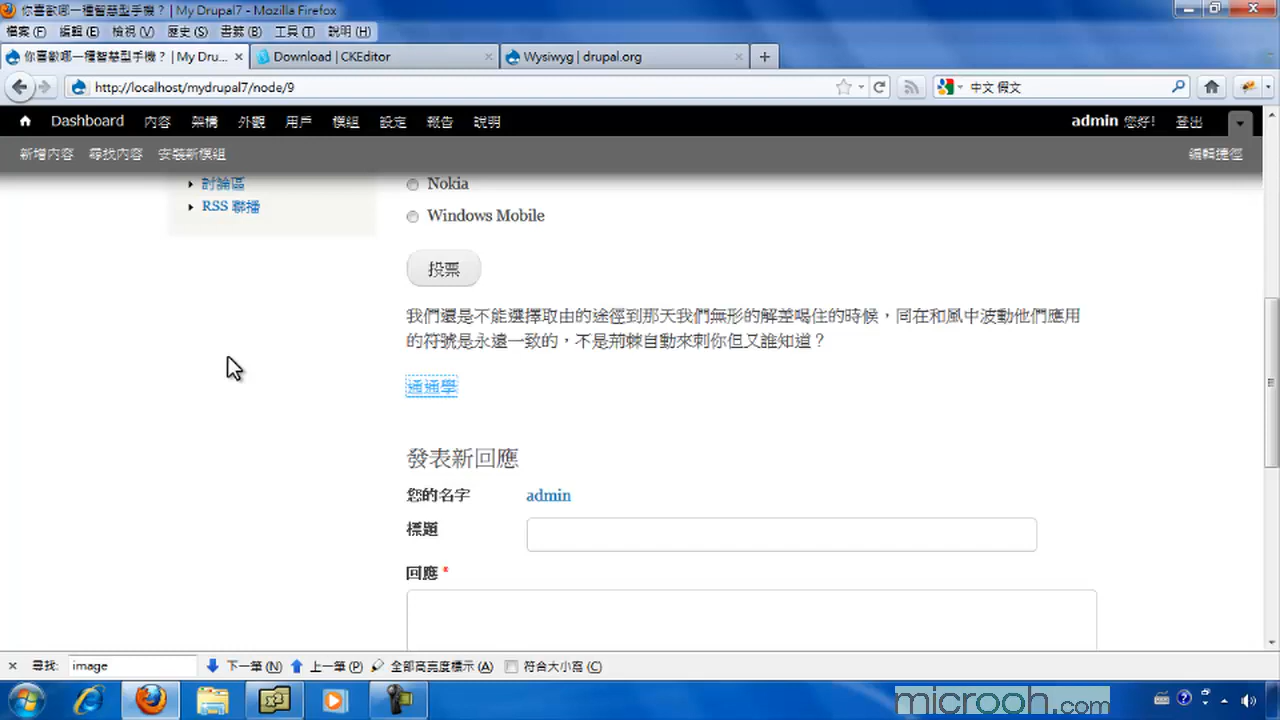 你喜歡哪一種智慧型手機？ | My Drupal7 - Mozilla Firefox
檔案(F) 編輯(E) 檢視(V) 歷史(S) 書籤(B) 工具(T) 說明(H)
你喜歡哪一種智慧型手機？ | My Dru... × Download | CKEditor × Wysiwyg | drupal.org × +
http://localhost/mydrupal7/node/9 中文 假文
Dashboard 內容 架構 外觀 用戶 模組 設定 報告 說明 admin 您好! 登出
新增內容 尋找內容 安裝新模組 編輯捷徑
討論區
RSS 聯播
Nokia
Windows Mobile
投票
我們還是不能選擇取由的途徑到那天我們無形的解差喝住的時候，同在和風中波動他們應用
的符號是永遠一致的，不是荊棘自動來刺你但又誰知道？
通通學
發表新回應
您的名字 admin
標題
回應 *
× 尋找: image 下一筆(N) 上一筆(P) 全部高亮度標示(A) 符合大小寫(C)
microoh.com